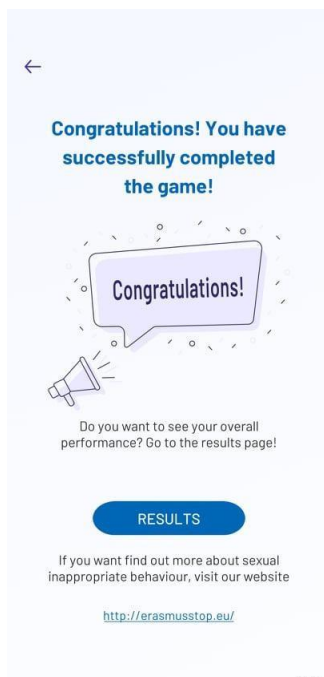 Congratulations! You have
successfully completed
the game!
Congratulations!
Do you want to see your overall
performance? Go to the results page!
RESULTS
If you want find out more about sexual
inappropriate behaviour, visit our website
http://erasmusstop.eu/